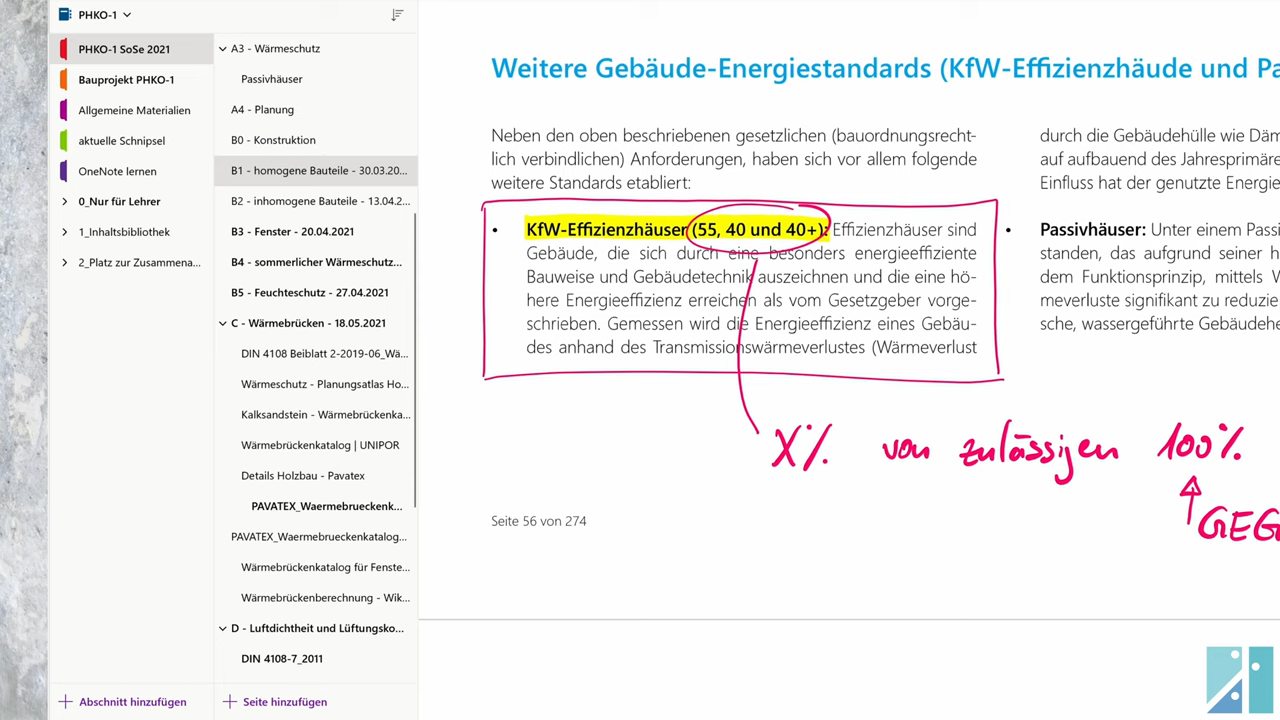 PHKO-1
PHKO-1 SoSe 2021
Bauprojekt PHKO-1
Allgemeine Materialien
aktuelle Schnipsel
OneNote lernen
0_Nur für Lehrer
1_Inhaltsbibliothek
2_Platz zur Zusammena...
Abschnitt hinzufügen
A3 - Wärmeschutz
Passivhäuser
A4 - Planung
B0 - Konstruktion
B1 - homogene Bauteile - 30.03.20...
B2 - inhomogene Bauteile - 13.04.2...
B3 - Fenster - 20.04.2021
B4 - sommerlicher Wärmeschutz...
B5 - Feuchteschutz - 27.04.2021
C - Wärmebrücken - 18.05.2021
DIN 4108 Beiblatt 2-2019-06_Wä...
Wärmeschutz - Planungsatlas Ho...
Kalksandstein - Wärmebrückenka...
Wärmebrückenkatalog | UNIPOR
Details Holzbau - Pavatex
PAVATEX_Waermebrueckenk...
PAVATEX_Waermebrueckenkatalog...
Wärmebrückenkatalog für Fenste...
Wärmebrückenberechnung - Wik...
D - Luftdichtheit und Lüftungsko...
DIN 4108-7_2011
Seite hinzufügen
Weitere Gebäude-Energiestandards (KfW-Effizienzhäude und Pa
Neben den oben beschriebenen gesetzlichen (bauordnungsrecht-
lich verbindlichen) Anforderungen, haben sich vor allem folgende
weitere Standards etabliert:
• KfW-Effizienzhäuser (55, 40 und 40+): Effizienzhäuser sind
Gebäude, die sich durch eine besonders energieeffiziente
Bauweise und Gebäudetechnik auszeichnen und die eine hö-
here Energieeffizienz erreichen als vom Gesetzgeber vorge-
schrieben. Gemessen wird die Energieeffizienz eines Gebäu-
des anhand des Transmissionswärmeverlustes (Wärmeverlust
durch die Gebäudehülle wie Däm
auf aufbauend des Jahresprimäre
Einfluss hat der genutzte Energie
• Passivhäuser: Unter einem Passi
standen, das aufgrund seiner h
dem Funktionsprinzip, mittels W
meverluste signifikant zu reduzie
sche, wassergeführte Gebäudehe
X% von zulässigen 100%
GEG
Seite 56 von 274